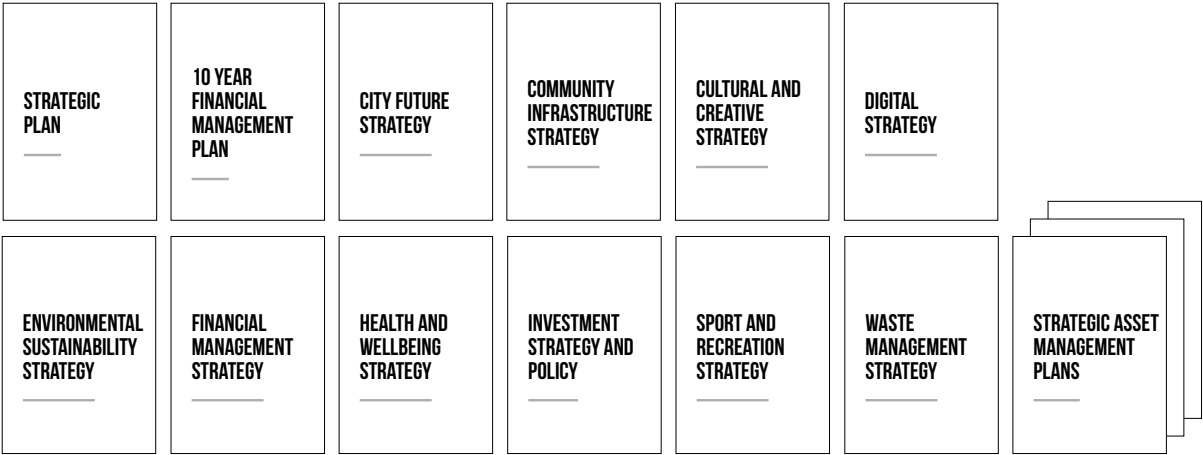 STRATEGIC
PLAN
10 YEAR
FINANCIAL
MANAGEMENT
PLAN
CITY FUTURE
STRATEGY
COMMUNITY
INFRASTRUCTURE
STRATEGY
CULTURAL AND
CREATIVE
STRATEGY
DIGITAL
STRATEGY
ENVIRONMENTAL
SUSTAINABILITY
STRATEGY
FINANCIAL
MANAGEMENT
STRATEGY
HEALTH AND
WELLBEING
STRATEGY
INVESTMENT
STRATEGY AND
POLICY
SPORT AND
RECREATION
STRATEGY
WASTE
MANAGEMENT
STRATEGY
STRATEGIC ASSET
MANAGEMENT
PLANS